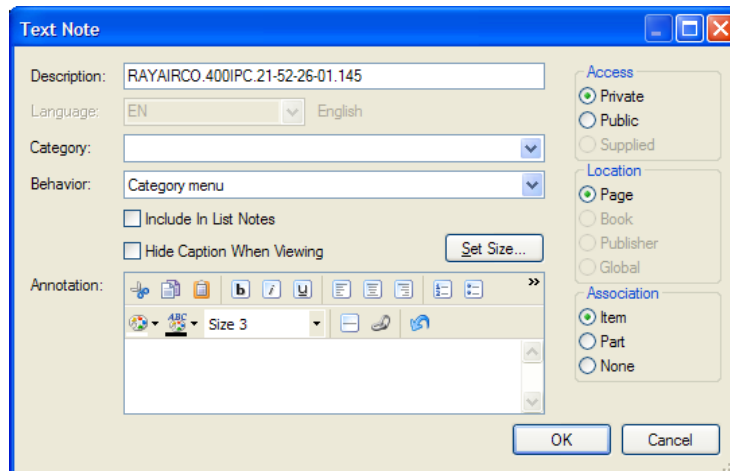 Text Note
Description: RAYAIRCO.400IPC.21-52-26-01.145
Language: EN English
Category:
Behavior: Category menu
Include In List Notes
Hide Caption When Viewing
Set Size...
Annotation: b i u »
ABC Size 3
Access
Private
Public
Supplied
Location
Page
Book
Publisher
Global
Association
Item
Part
None
OK Cancel